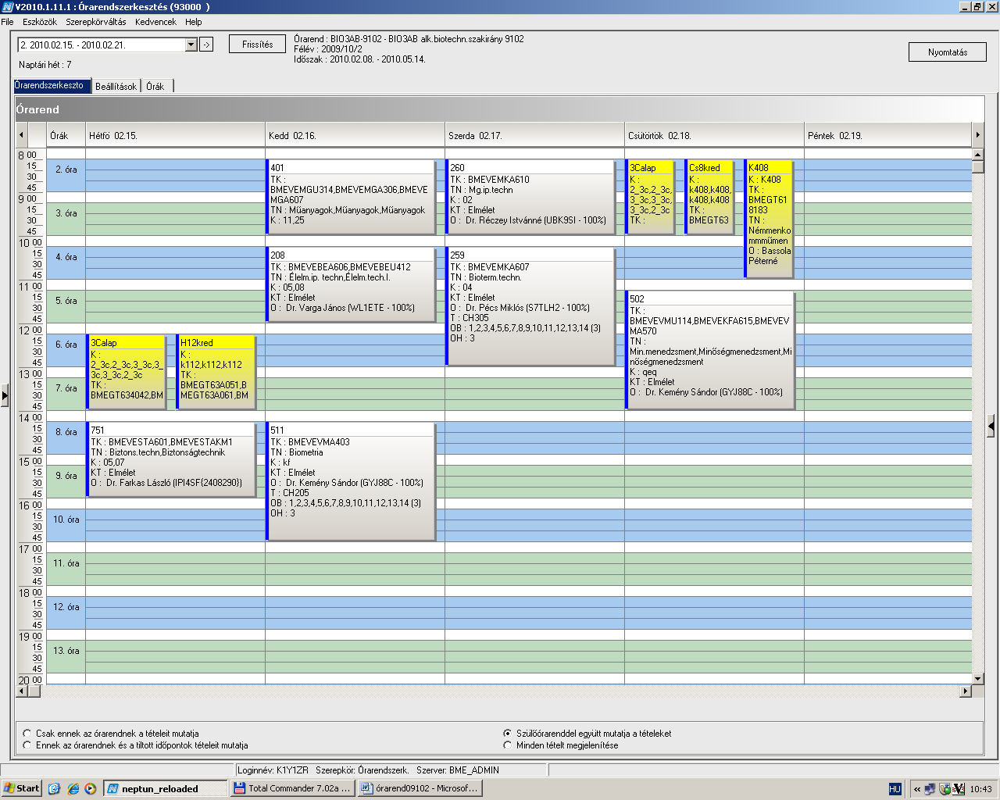 V2010.1.11.1 : Órarendszerkesztés (93000 )
File Eszközök Szerepkörváltás Kedvencek Help
2. 2010.02.15. - 2010.02.21.
->
Frissítés
Órarend : BIO3AB-9102 - BIO3AB alk.biotechn.szakirány 9102
Félév : 2009/10/2
Időszak : 2010.02.08. - 2010.05.14.
Nyomtatás
Naptári hét : 7
Órarendszerkeszto Beállítások Órák
Órarend
Órák Hétfő 02.15. Kedd 02.16. Szerda 02.17. Csütörtök 02.18. Péntek 02.19.
8 00
15
30
45
9 00
15
30
45
10 00
15
30
45
11 00
15
30
45
12 00
15
30
45
13 00
15
30
45
14 00
15
30
45
15 00
15
30
45
16 00
15
30
45
17 00
15
30
45
18 00
15
30
45
19 00
15
30
45
20 00
2. óra
3. óra
4. óra
5. óra
6. óra
7. óra
8. óra
9. óra
10. óra
11. óra
12. óra
13. óra
3Calap
K :
2_3c,2_3c,3_3c,3_
3c,3_3c,2_3c
TK :
BMEGT634042,BM
H12kred
K :
k112,k112,k112
TK :
BMEGT63A051,B
MEGT63A061,BM
751
TK : BMEVESTA601,BMEVESTAKM1
TN : Biztons.techn,Biztonságtechnik
K : 05,07
KT : Elmélet
O : Dr. Farkas László (IPI4SF{2408290})
401
TK :
BMEVEMGU314,BMEVEMGA306,BMEVE
MGA607
TN : Műanyagok,Műanyagok,Műanyagok
K : 11,25
208
TK : BMEVEBEA606,BMEVEBEU412
TN : Élelm.ip. techn,Élelm.tech.I.
K : 05,08
KT : Elmélet
O : Dr. Varga János (WL1ETE - 100%)
511
TK : BMEVEVMA403
TN : Biometria
K : kf
KT : Elmélet
O : Dr. Kemény Sándor (GYJ88C - 100%)
T : CH205
OB : 1,2,3,4,5,6,7,8,9,10,11,12,13,14 (3)
OH : 3
260
TK : BMEVEMKA610
TN : Mg.ip.techn
K : 02
KT : Elmélet
O : Dr. Réczey Istvánné (UBK9SI - 100%)
259
TK : BMEVEMKA607
TN : Bioterm.techn.
K : 04
KT : Elmélet
O : Dr. Pécs Miklós (S7TLH2 - 100%)
T : CH305
OB : 1,2,3,4,5,6,7,8,9,10,11,12,13,14 (3)
OH : 3
3Calap
K :
2_3c,2_3c,
3_3c,3_3c,
3_3c,2_3c
TK :
Cs8kred
K :
k408,k408,
k408,k408
TK :
BMEGT63
K408
K : K408
TK :
BMEGT61
8183
TN :
Némmenko
mmműmen
O : Bassola
Péterné
502
TK :
BMEVEVMU114,BMEVEKFA615,BMEVEV
MA570
TN :
Min.menedzsment,Minőségmenedzsment,Mi
nőségmenedzsment
K : qeq
KT : Elmélet
O : Dr. Kemény Sándor (GYJ88C - 100%)
Csak ennek az órarendnek a tételeit mutatja
Ennek az órarendnek és a tiltott időpontok tételeit mutatja
Szülőórarenddel együtt mutatja a tételeket
Minden tételt megjelenítése
Loginnév: K1Y1ZR Szerepkör: Órarendszerk. Szerver: BME_ADMIN
Start neptun_reloaded Total Commander 7.02a ... órarend09102 - Microsof... HU « 10:43